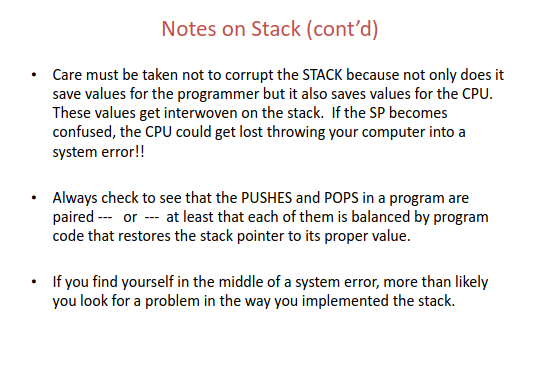 Notes on Stack (cont’d)
• Care must be taken not to corrupt the STACK because not only does it
save values for the programmer but it also saves values for the CPU.
These values get interwoven on the stack.  If the SP becomes
confused, the CPU could get lost throwing your computer into a
system error!!
• Always check to see that the PUSHES and POPS in a program are
paired ---  or  ---  at least that each of them is balanced by program
code that restores the stack pointer to its proper value.
• If you find yourself in the middle of a system error, more than likely
you look for a problem in the way you implemented the stack.